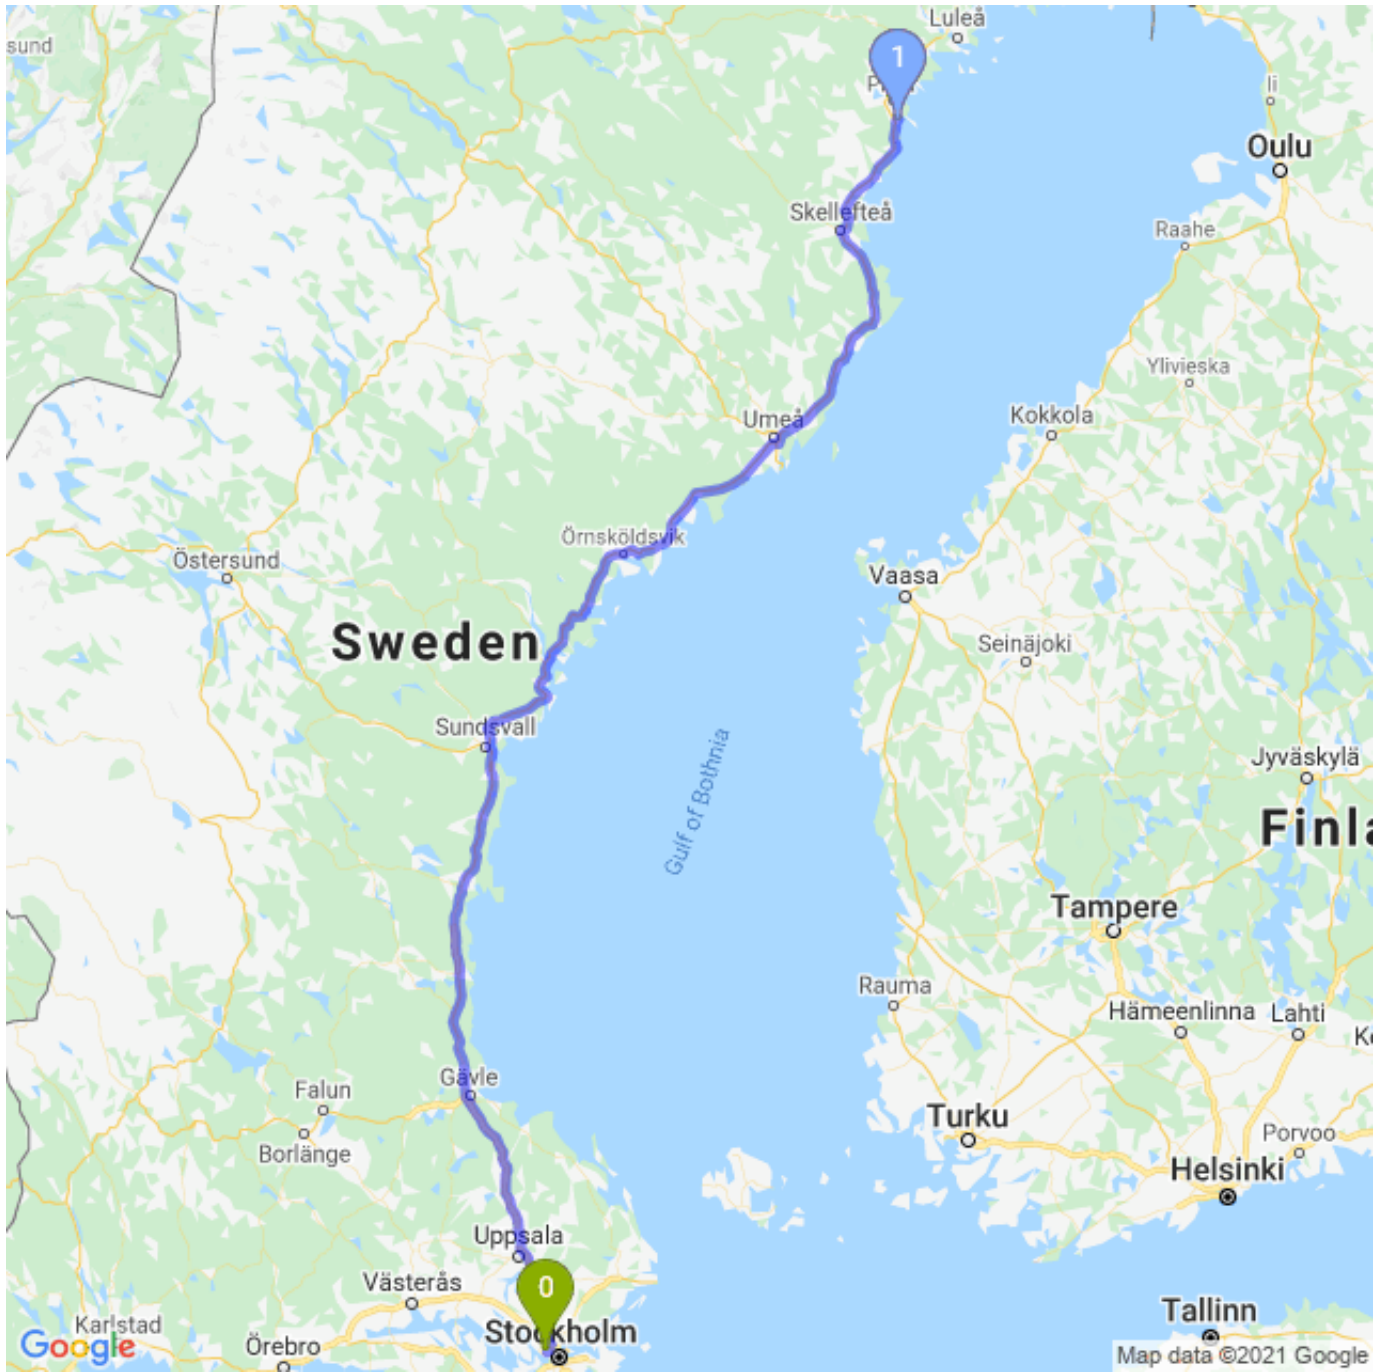 Luleå
sund
1
Ii
Oulu
Skellefteå
Raahe
Ylivieska
Umeå
Kokkola
Örnsköldsvik
Östersund
Vaasa
Sweden
Seinäjoki
Sundsvall
Gulf of Bothnia
Jyväskylä
Finla
Tampere
Rauma
Hämeenlinna
Lahti
Gävle
Falun
Turku
Borlänge
Porvoo
Helsinki
Uppsala
0
Västerås
Tallinn
Karlstad
Stockholm
Google
Örebro
Map data ©2021 Google